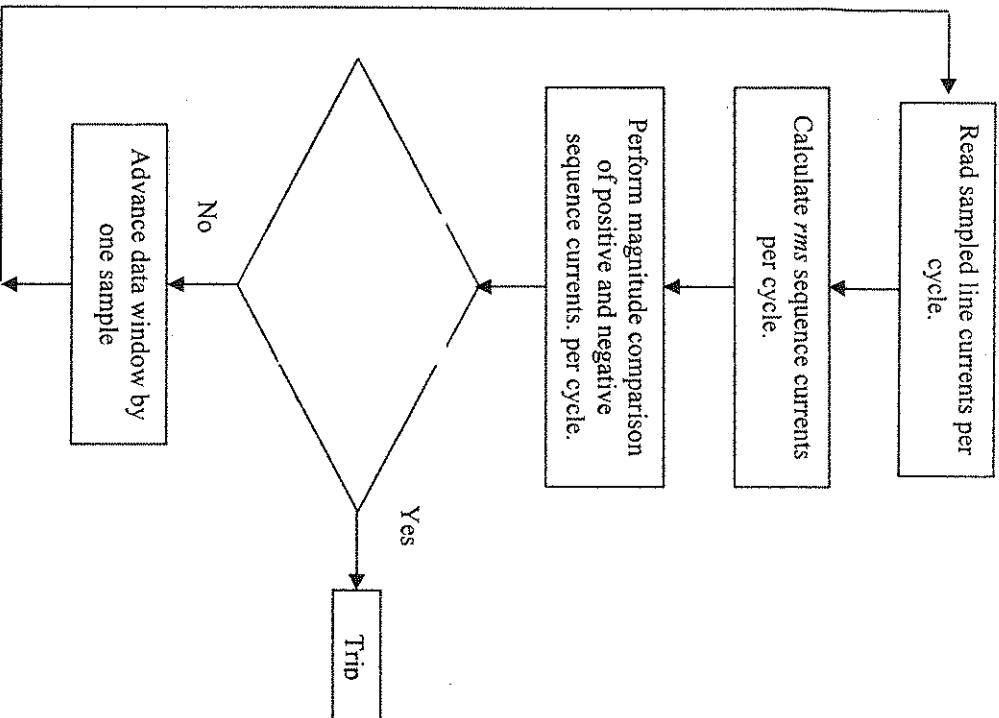 Read sampled line currents per
cycle.
Calculate rms sequence currents
per cycle.
Perform magnitude comparison
of positive and negative
sequence currents. per cycle.
Yes
Trip
No
Advance data window by
one sample